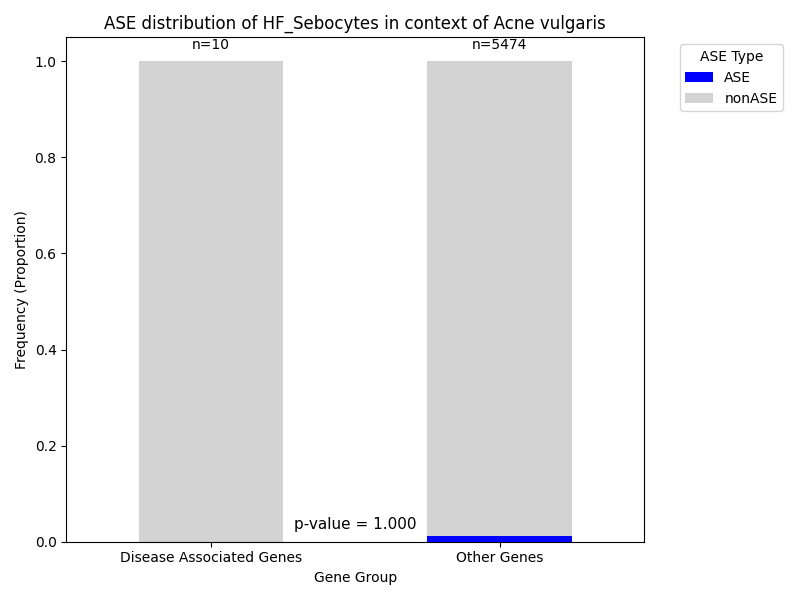 ASE distribution of HF_Sebocytes in context of Acne vulgaris
n=10
n=5474
ASE Type
ASE
nonASE
1.0
0.8
0.6
0.4
0.2
0.0
Frequency (Proportion)
p-value = 1.000
Disease Associated Genes
Other Genes
Gene Group